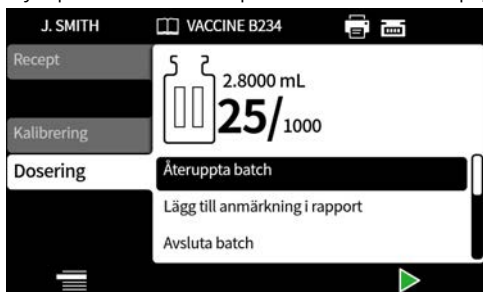 J. SMITH
VACCINE B234
Recept
2.8000 mL
25/1000
Kalibrering
Dosering
Återuppta batch
Lägg till anmärkning i rapport
Avsluta batch